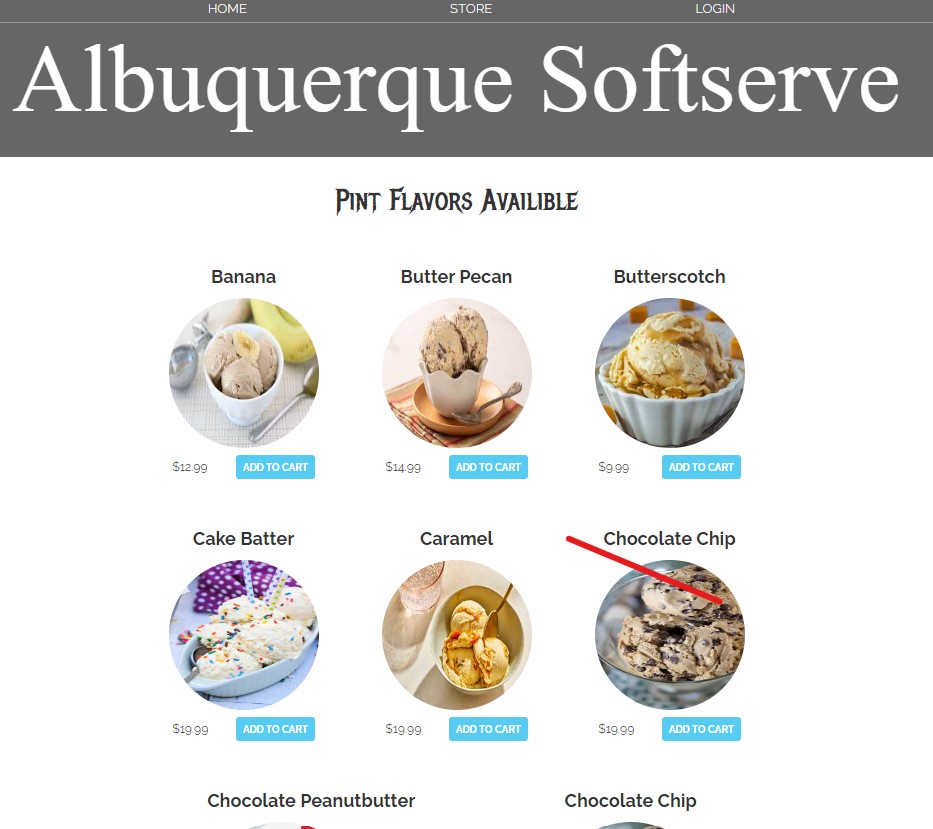 HOME STORE LOGIN
Albuquerque Softserve
Pint Flavors Availible
Banana Butter Pecan Butterscotch
$12.99 ADD TO CART $14.99 ADD TO CART $9.99 ADD TO CART
Cake Batter Caramel Chocolate Chip
$19.99 ADD TO CART $19.99 ADD TO CART $19.99 ADD TO CART
Chocolate Peanutbutter Chocolate Chip